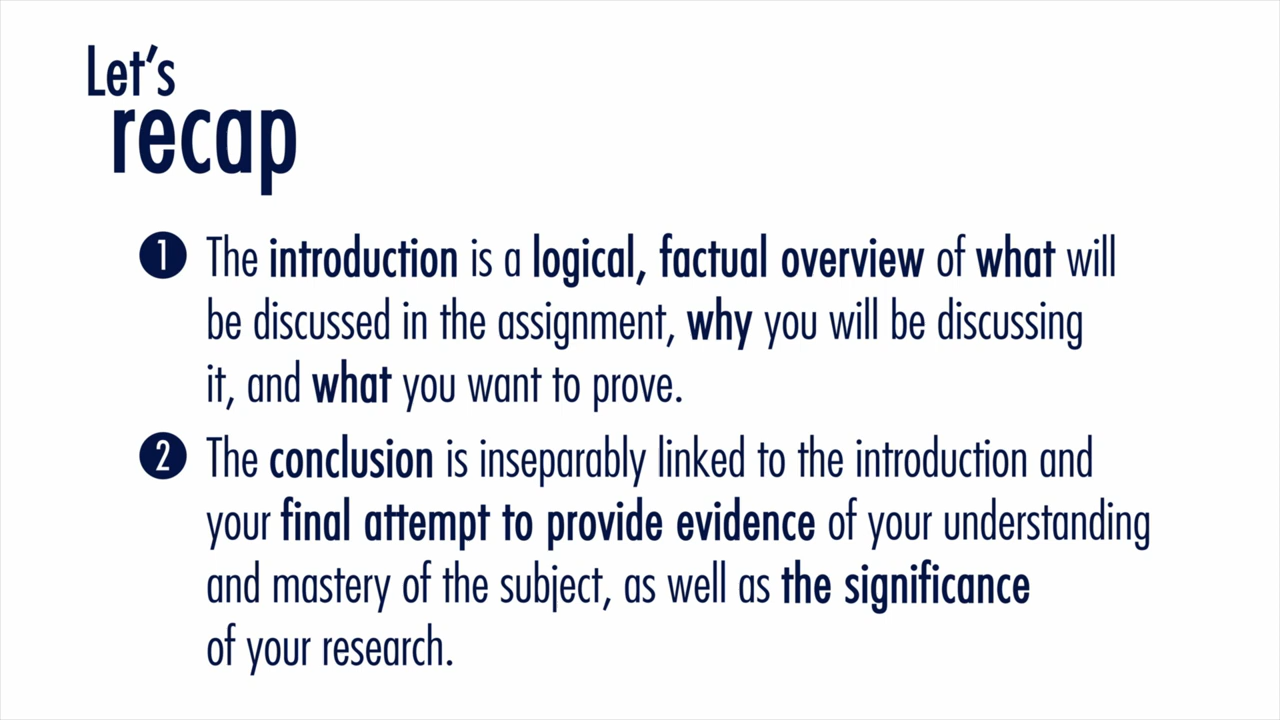 Let's
recap
1 The introduction is a logical, factual overview of what will
be discussed in the assignment, why you will be discussing
it, and what you want to prove.
2 The conclusion is inseparably linked to the introduction and
your final attempt to provide evidence of your understanding
and mastery of the subject, as well as the significance
of your research.